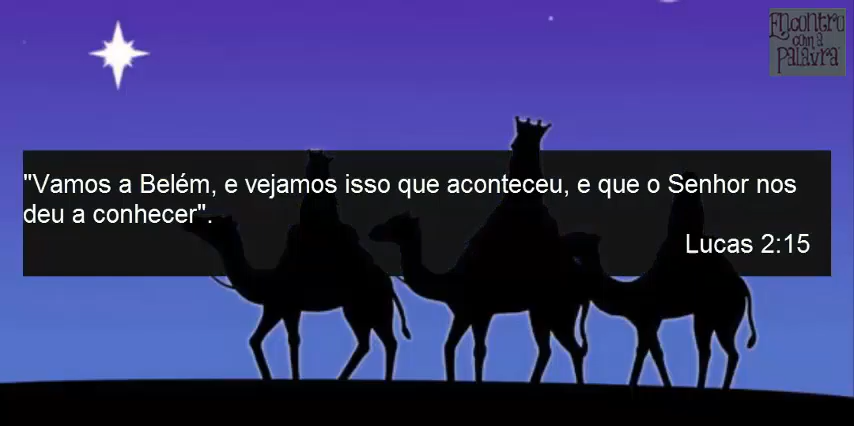 Encontro
com a
Palavra
"Vamos a Belém, e vejamos isso que aconteceu, e que o Senhor nos
deu a conhecer".
Lucas 2:15